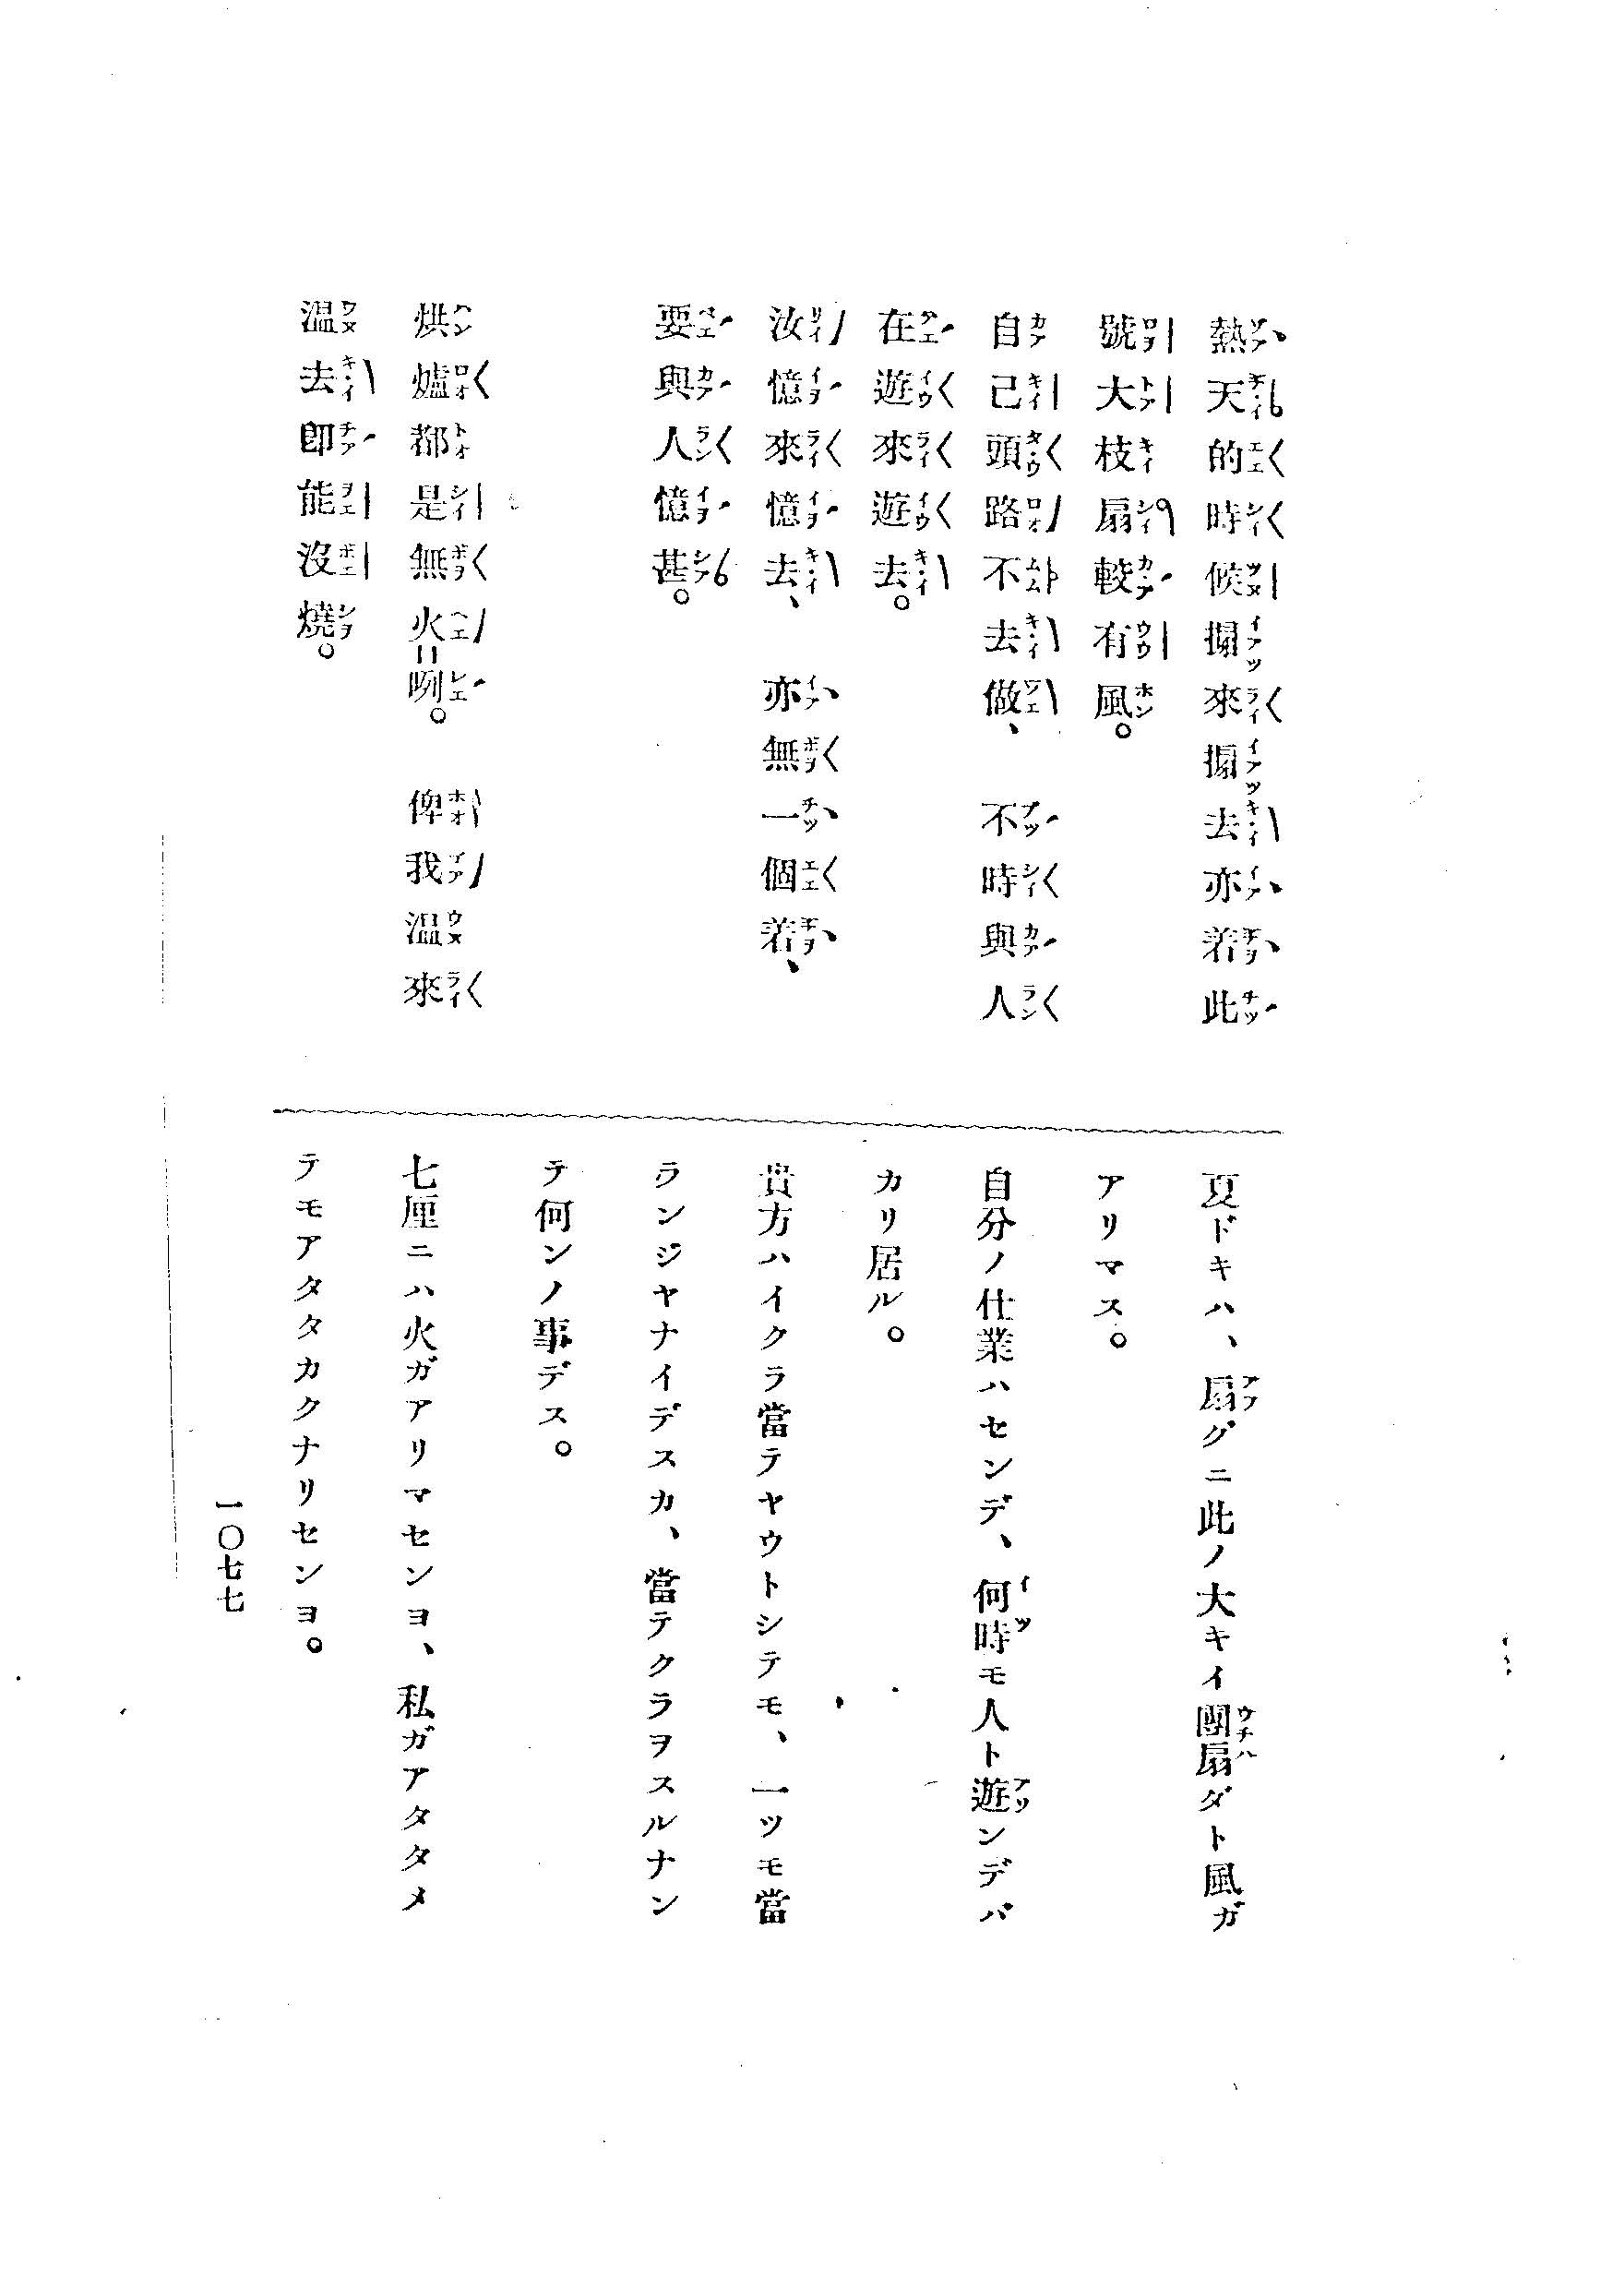 熱天的時候搧來搧去亦着此
號大枝扇較有風。
自己頭路不去做、不時與人
在遊來遊去。
汝憶來憶去、亦無一個着、
要與人憶甚。
烘爐都是無火=咧。俾我溫來
溫去卽能沒燒。
夏ドキハ、扇グニ此ノ大キイ團扇ダト風ガ
アリマス。
自分ノ仕業ハセンデ、何時モ人ト遊ンデバ
カリ居ル。
貴方ハイクラ當テヤウトシテモ、一ツモ當
ランジヤナイデスカ、當テクラヲスルナン
テ何ンノ事デス。
七厘ニハ火ガアリマセンヨ、私ガアタタメ
テモアタタカクナリセンヨ。
一〇七七